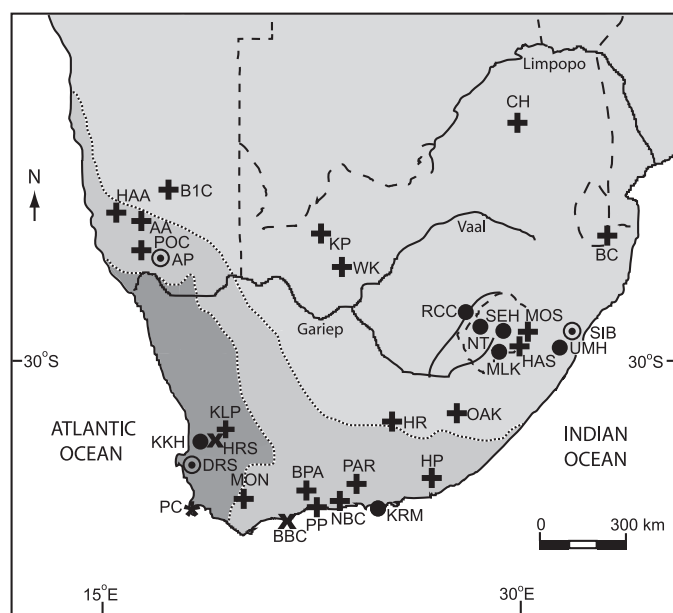 Limpopo
CH
N
HAA
B1C
AA
POC
AP
KP
WK
Vaal
BC
Gariep
RCC
SEH
MOS
SIB
NT
UMH
HAS
MLK
30°S
30°S
ATLANTIC
OCEAN
INDIAN
OCEAN
KLP
KKH
HRS
DRS
HR
OAK
MON
BPA
PAR
HP
PC
PP
NBC
KRM
BBC
0 300 km
15°E
30°E